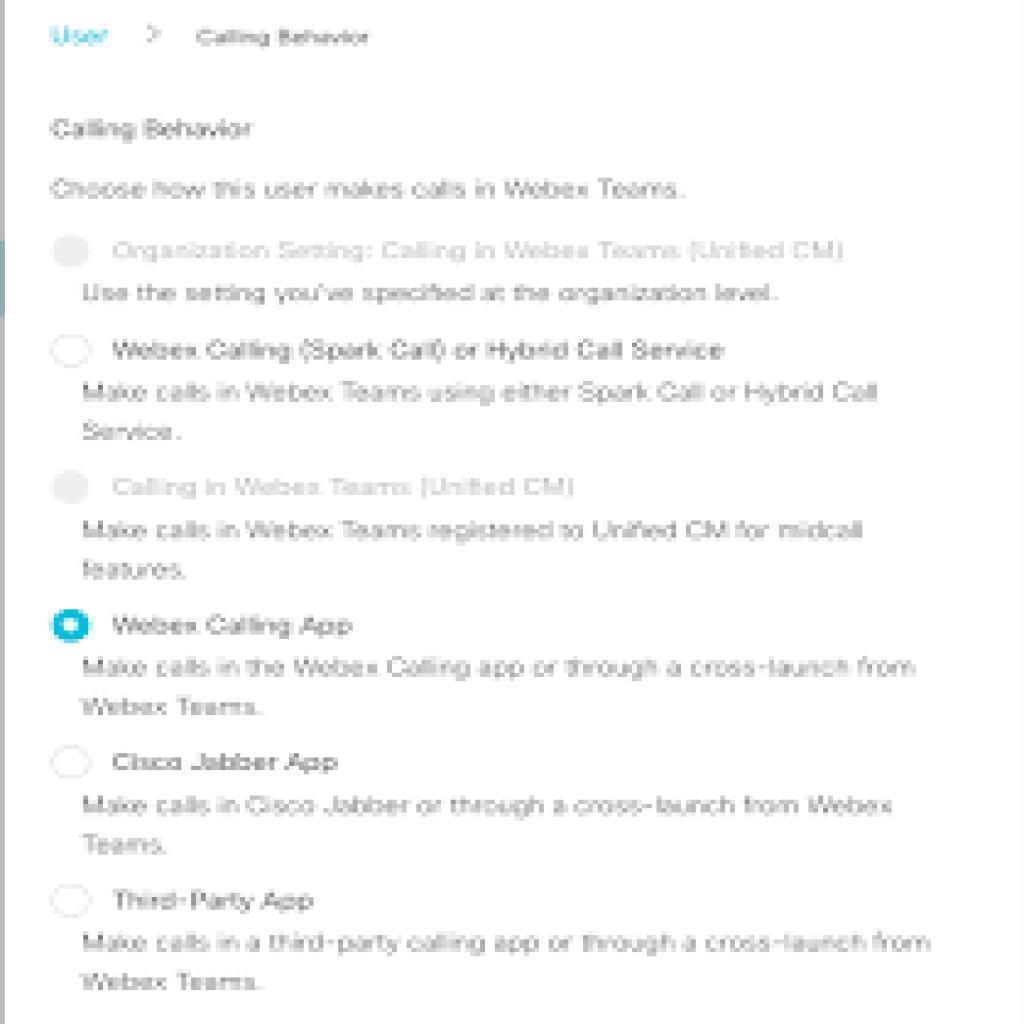 User > Calling Behavior
Calling Behavior
Choose how this user makes calls in Webex Teams.
Organization Setting: Calling in Webex Teams (Unified CM)
Use the setting you've specified at the organization level.
Webex Calling (Spark Call) or Hybrid Call Service
Make calls in Webex Teams using either Spark Call or Hybrid Call
Service.
Calling in Webex Teams (Unified CM)
Make calls in Webex Teams registered to Unified CM for midcall
features.
Webex Calling App
Make calls in the Webex Calling app or through a cross-launch from
Webex Teams.
Cisco Jabber App
Make calls in Cisco Jabber or through a cross-launch from Webex
Teams.
Third-Party App
Make calls in a third-party calling app or through a cross-launch from
Webex Teams.